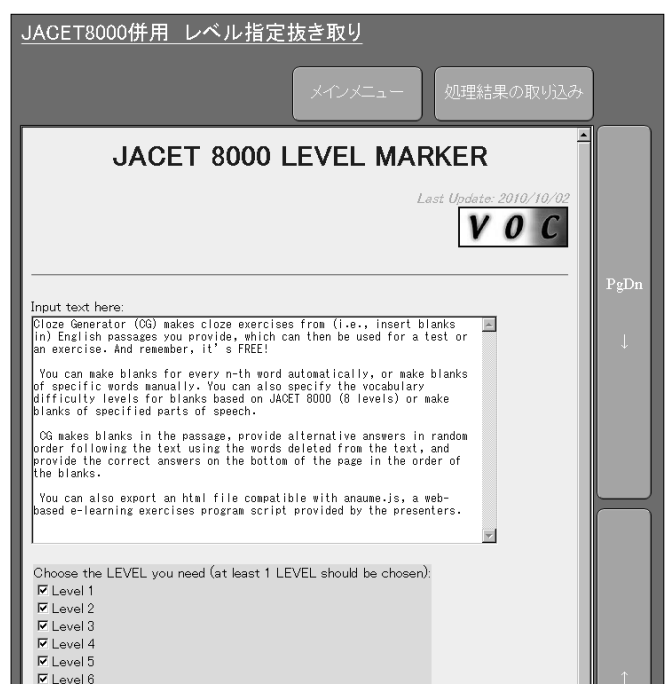 JACET8000併用　レベル指定抜き取り
メインメニュー
処理結果の取り込み
JACET 8000 LEVEL MARKER
Last Update: 2010/10/02
V O C
PgDn
↓
Input text here:
Cloze Generator (CG) makes cloze exercises from (i.e., insert blanks
in) English passages you provide, which can then be used for a test or
an exercise. And remember, it’s FREE!
You can make blanks for every n-th word automatically, or make blanks
of specific words manually. You can also specify the vocabulary
difficulty levels for blanks based on JACET 8000 (8 levels) or make
blanks of specified parts of speech.
CG makes blanks in the passage, provide alternative answers in random
order following the text using the words deleted from the text, and
provide the correct answers on the bottom of the page in the order of
the blanks.
You can also export an html file compatible with anaume.js, a web-
based e-learning exercises program script provided by the presenters.
Choose the LEVEL you need (at least 1 LEVEL should be chosen):
Level 1
Level 2
Level 3
Level 4
Level 5
Level 6
↑